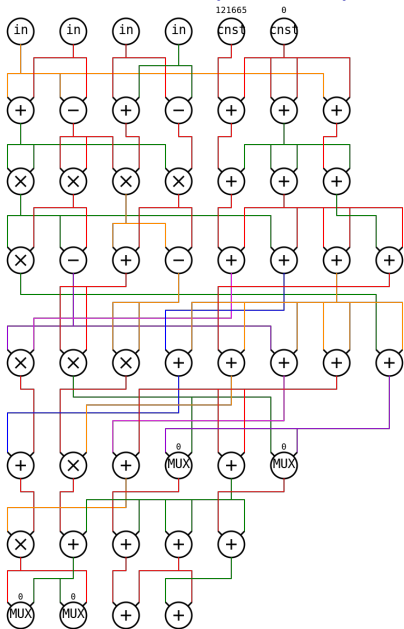 121665 0
in in in in cnst cnst
+ − + − + + +
× × × × + + +
× − + − + + + +
× × × + + + + +
0 0
+ × + MUX + MUX
× + + + +
0 0
MUX MUX + +